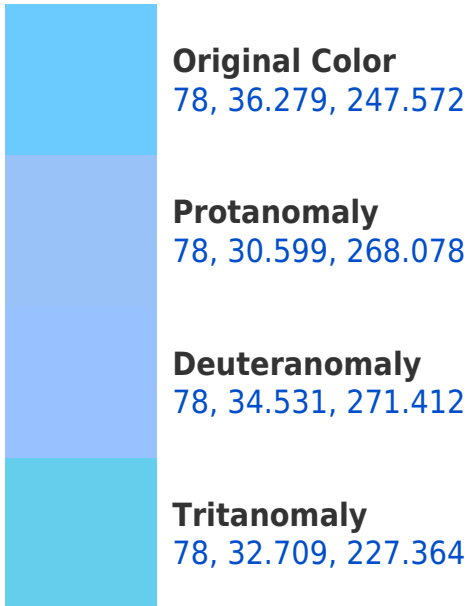 Original Color
78, 36.279, 247.572
Protanomaly
78, 30.599, 268.078
Deuteranomaly
78, 34.531, 271.412
Tritanomaly
78, 32.709, 227.364